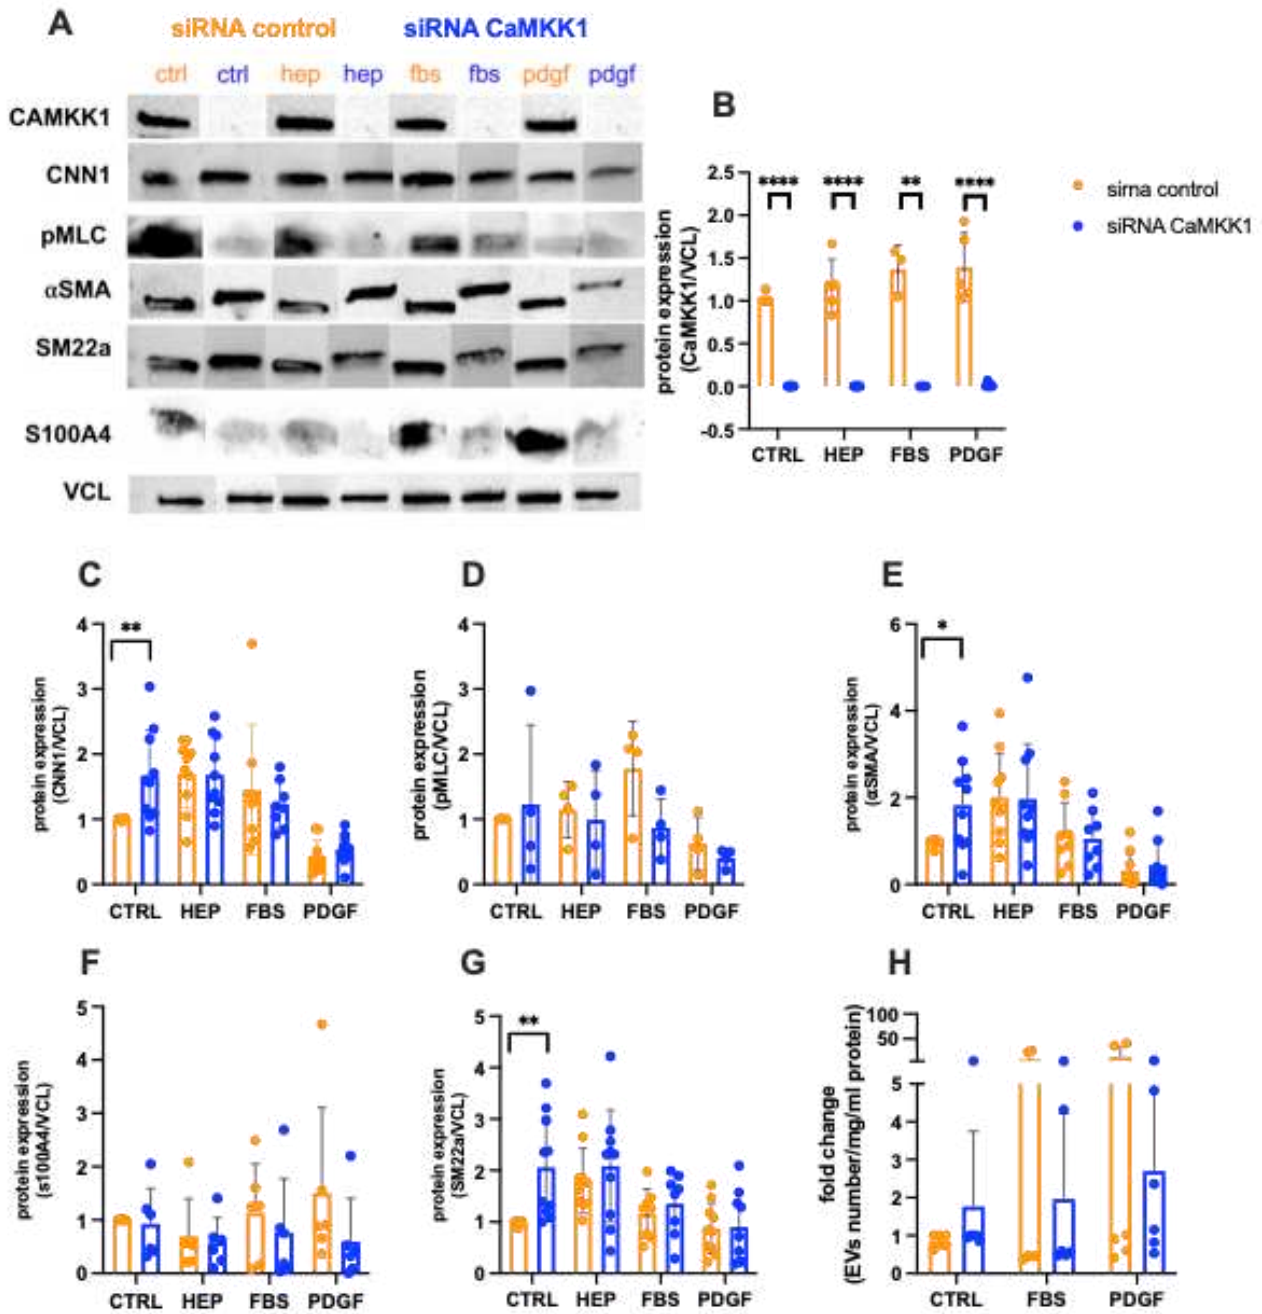 A
siRNA control siRNA CaMKK1
ctrl ctrl hep hep fbs fbs pdgf pdgf
CAMKK1
CNN1
pMLC
αSMA
SM22a
S100A4
VCL
B
protein expression
(CaMKK1/VCL)
2.5
2.0
1.5
1.0
0.5
0.0
-0.5
**** **** ** ****
CTRL HEP FBS PDGF
sirna control
siRNA CaMKK1
C
protein expression
(CNN1/VCL)
4
3
2
1
0
**
CTRL HEP FBS PDGF
D
protein expression
(pMLC/VCL)
4
3
2
1
0
CTRL HEP FBS PDGF
E
protein expression
(αSMA/VCL)
6
4
2
0
*
CTRL HEP FBS PDGF
F
protein expression
(s100A4/VCL)
5
4
3
2
1
0
CTRL HEP FBS PDGF
G
protein expression
(SM22a/VCL)
5
4
3
2
1
0
**
CTRL HEP FBS PDGF
H
fold change
(EVs number/mg/ml protein)
100
50
5
4
3
2
1
0
CTRL FBS PDGF